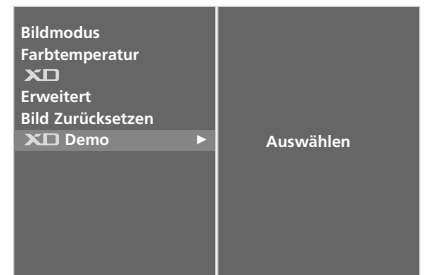 Bildmodus
Farbtemperatur
XD
Erweitert
Bild Zurücksetzen
XD Demo ►
Auswählen